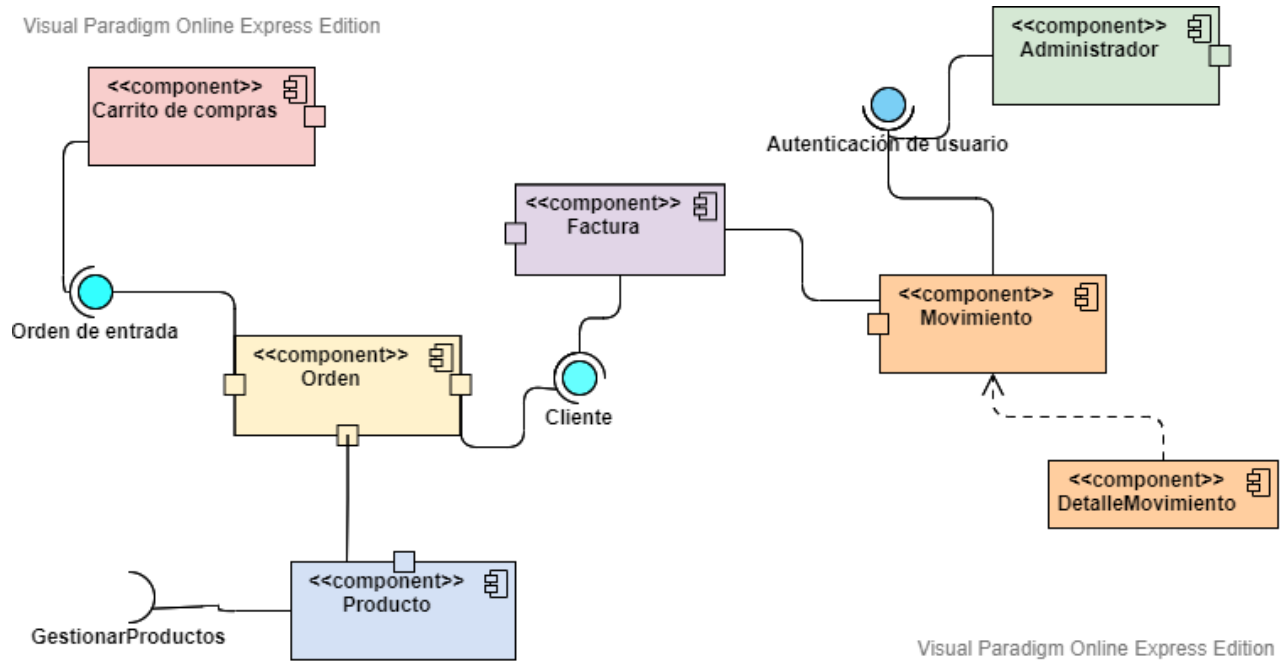 Visual Paradigm Online Express Edition
<<component>>
Administrador
<<component>>
Carrito de compras
Autenticación de usuario
<<component>>
Factura
<<component>>
Movimiento
Orden de entrada
<<component>>
Orden
Cliente
<<component>>
DetalleMovimiento
<<component>>
Producto
GestionarProductos
Visual Paradigm Online Express Edition